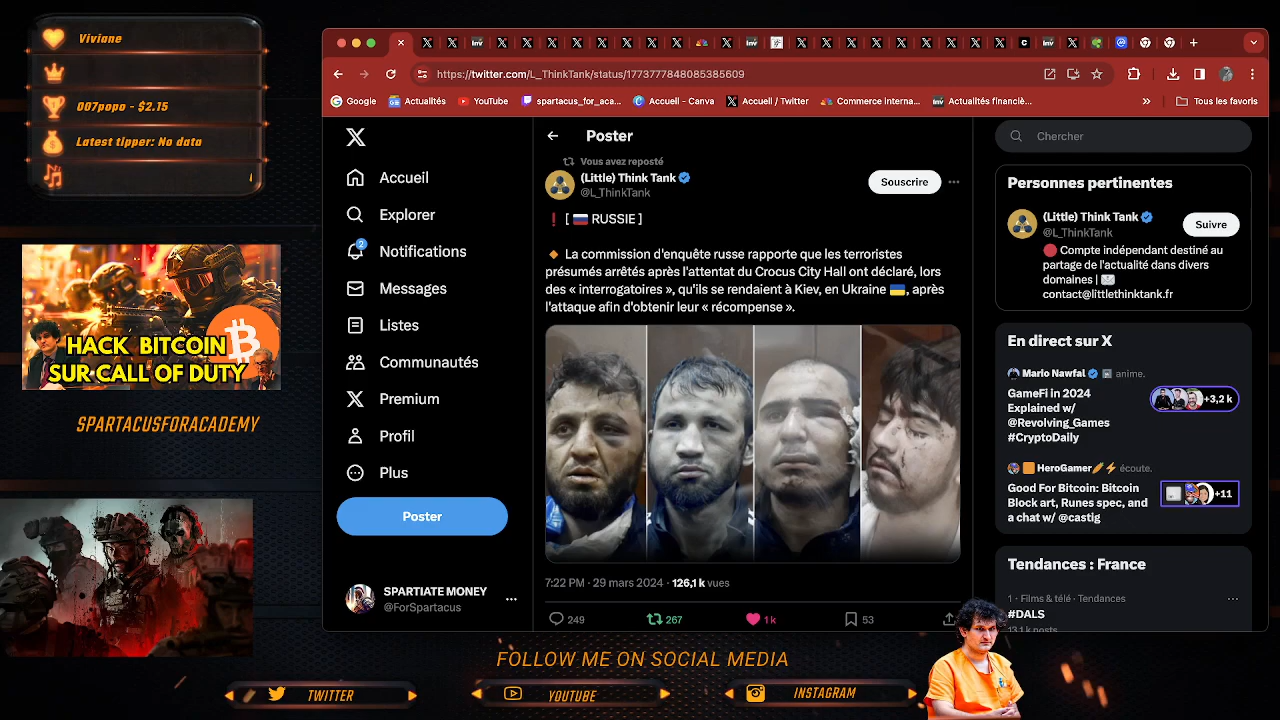 Viviane
007popo - $2.15
Latest tipper: No data
HACK BITCOIN
SUR CALL OF DUTY
SPARTACUSFORACADEMY
https://twitter.com/L_ThinkTank/status/1773777848085385609
Google
Actualités
YouTube
spartacus_for_aca...
Accueil - Canva
Accueil / Twitter
Commerce Interna...
Actualités financiè...
»
Tous les favoris
Accueil
Explorer
2
Notifications
Messages
Listes
Communautés
Premium
Profil
Plus
Poster
SPARTIATE MONEY
@ForSpartacus
Poster
Vous avez reposté
(Little) Think Tank
@L_ThinkTank
Souscrire
❗ [ 🇷🇺 RUSSIE ]
🔸 La commission d'enquête russe rapporte que les terroristes
présumés arrêtés après l'attentat du Crocus City Hall ont déclaré, lors
des « interrogatoires », qu'ils se rendaient à Kiev, en Ukraine 🇺🇦, après
l'attaque afin d'obtenir leur « récompense ».
7:22 PM · 29 mars 2024 · 126,1 k vues
249
267
1 k
53
Chercher
Personnes pertinentes
(Little) Think Tank
@L_ThinkTank
Suivre
🔴 Compte indépendant destiné au
partage de l'actualité dans divers
domaines | 📩
contact@littlethinktank.fr
En direct sur X
Mario Nawfal anime.
GameFi in 2024
Explained w/
@Revolving_Games
#CryptoDaily
+3,2 k
HeroGamer écoute.
Good For Bitcoin: Bitcoin
Block art, Runes spec, and
a chat w/ @castig
+11
Tendances : France
1 · Films & télé · Tendances
#DALS
13,1 k posts
FOLLOW ME ON SOCIAL MEDIA
TWITTER
YOUTUBE
INSTAGRAM